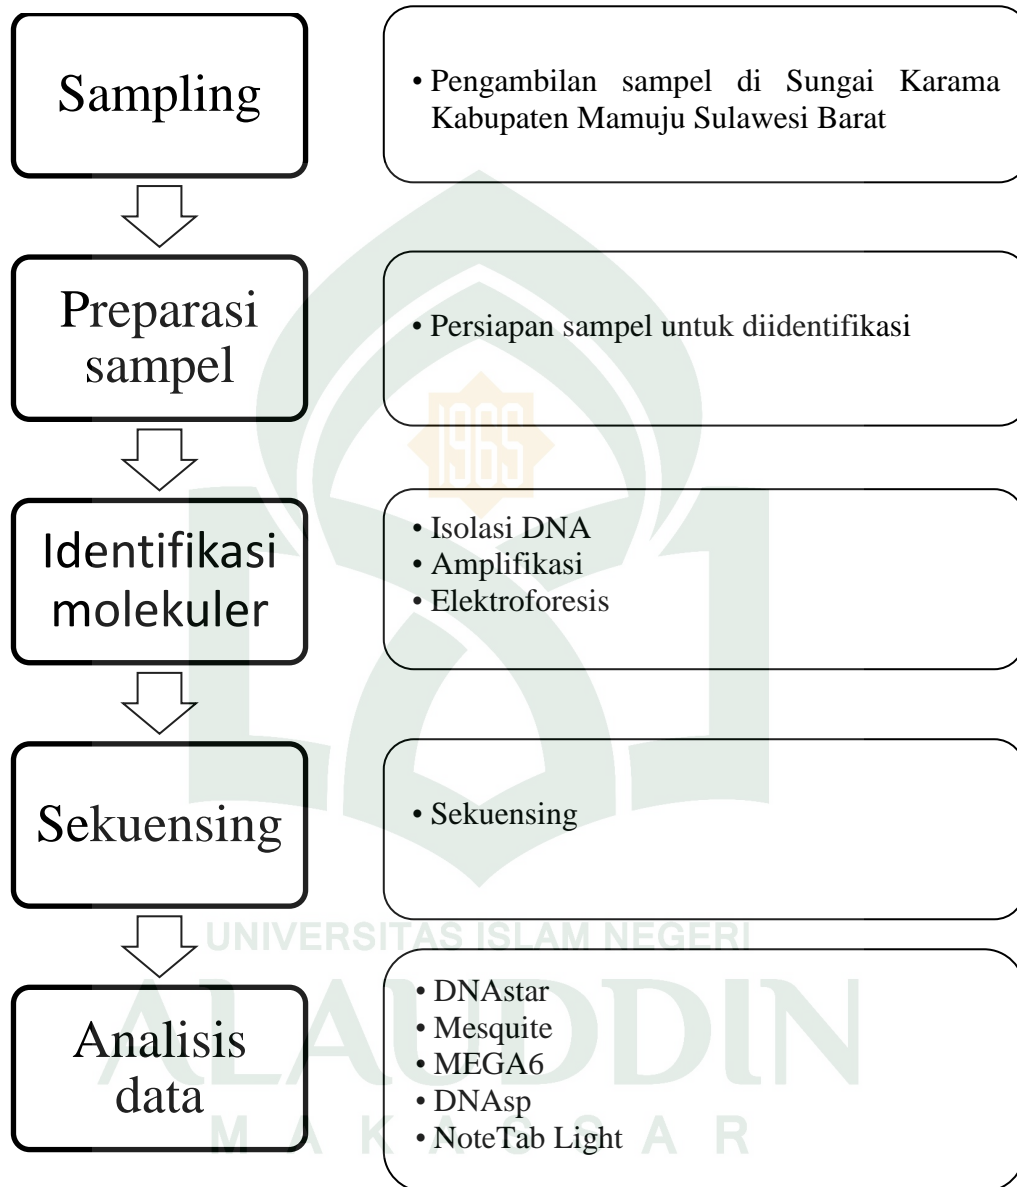 Sampling
• Pengambilan sampel di Sungai Karama
Kabupaten Mamuju Sulawesi Barat
Preparasi
sampel
• Persiapan sampel untuk diidentifikasi
1965
Identifikasi
molekuler
• Isolasi DNA
• Amplifikasi
• Elektroforesis
Sekuensing
• Sekuensing
UNIVERSITAS ISLAM NEGERI
ALAUDDIN
MAKASSAR
Analisis
data
• DNAstar
• Mesquite
• MEGA6
• DNAsp
• NoteTab Light